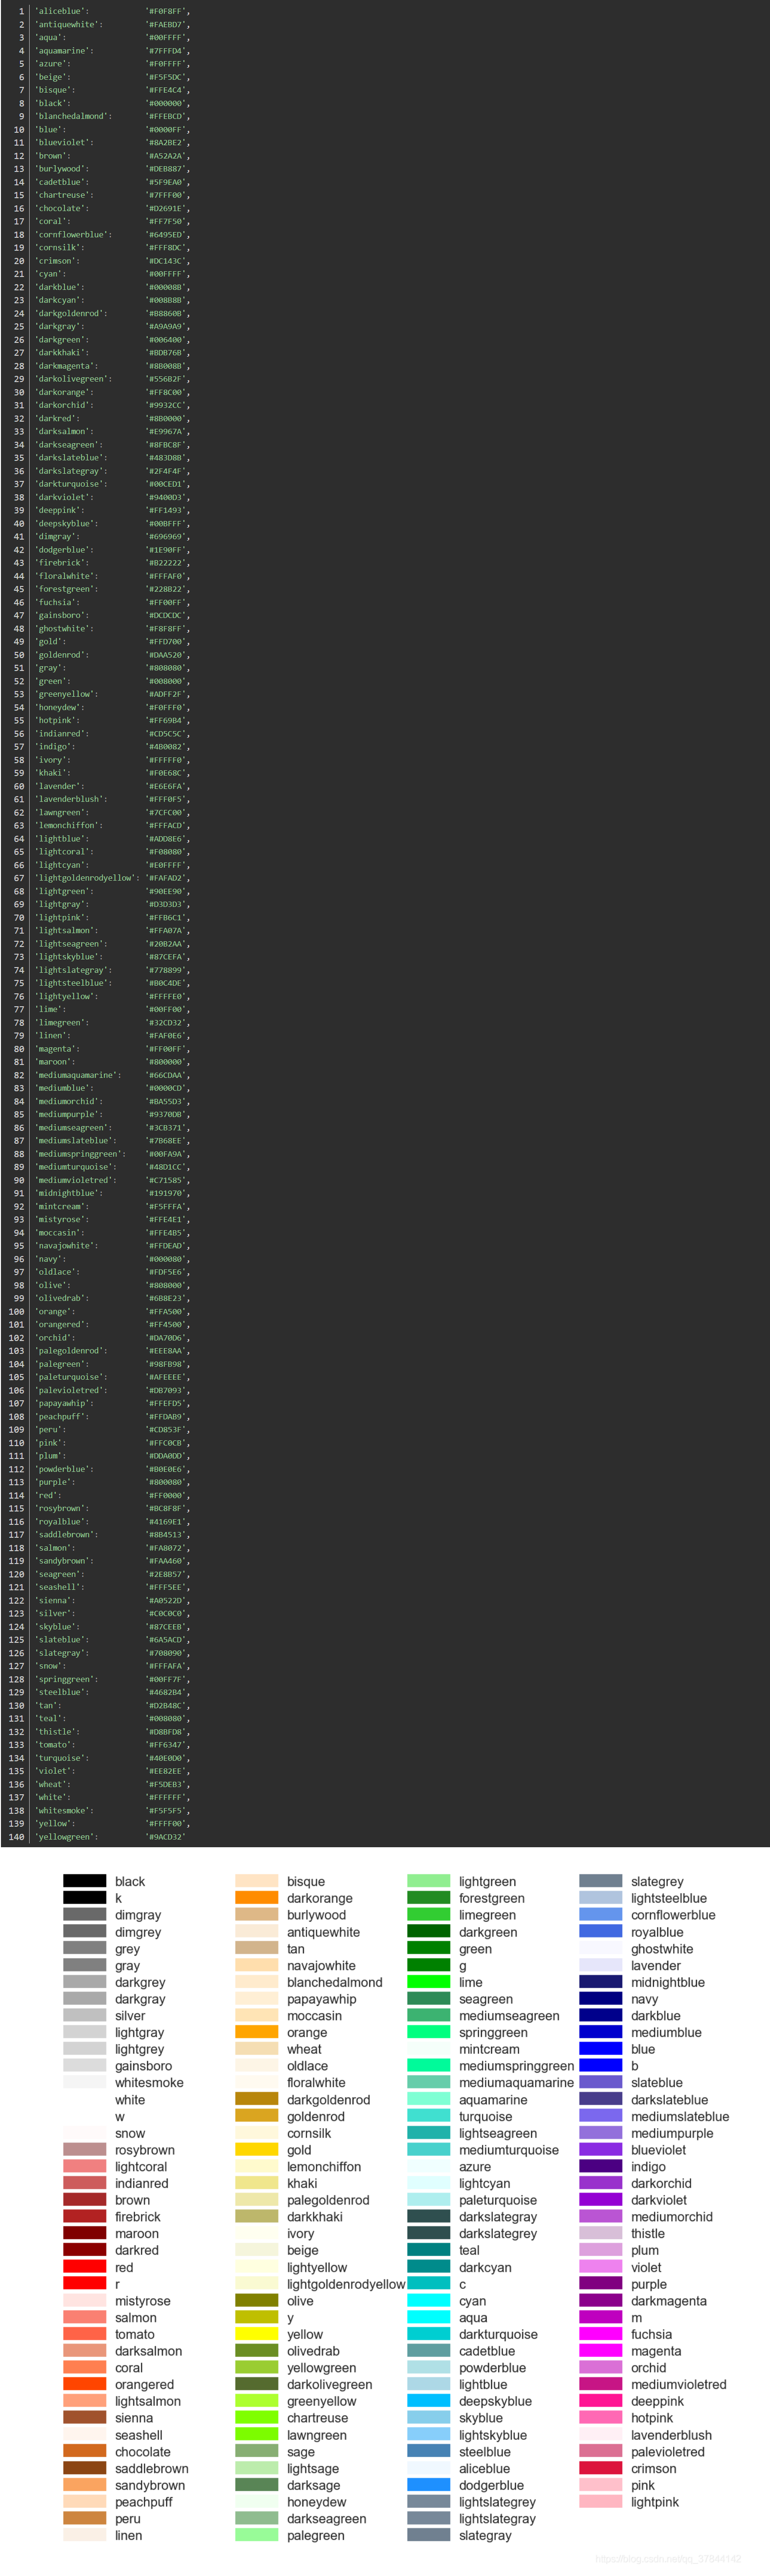 1 'aliceblue': '#F0F8FF',
2 'antiquewhite': '#FAEBD7',
3 'aqua': '#00FFFF',
4 'aquamarine': '#7FFFD4',
5 'azure': '#F0FFFF',
6 'beige': '#F5F5DC',
7 'bisque': '#FFE4C4',
8 'black': '#000000',
9 'blanchedalmond': '#FFEBCD',
10 'blue': '#0000FF',
11 'blueviolet': '#8A2BE2',
12 'brown': '#A52A2A',
13 'burlywood': '#DEB887',
14 'cadetblue': '#5F9EA0',
15 'chartreuse': '#7FFF00',
16 'chocolate': '#D2691E',
17 'coral': '#FF7F50',
18 'cornflowerblue': '#6495ED',
19 'cornsilk': '#FFF8DC',
20 'crimson': '#DC143C',
21 'cyan': '#00FFFF',
22 'darkblue': '#00008B',
23 'darkcyan': '#008B8B',
24 'darkgoldenrod': '#B8860B',
25 'darkgray': '#A9A9A9',
26 'darkgreen': '#006400',
27 'darkkhaki': '#BDB76B',
28 'darkmagenta': '#8B008B',
29 'darkolivegreen': '#556B2F',
30 'darkorange': '#FF8C00',
31 'darkorchid': '#9932CC',
32 'darkred': '#8B0000',
33 'darksalmon': '#E9967A',
34 'darkseagreen': '#8FBC8F',
35 'darkslateblue': '#483D8B',
36 'darkslategray': '#2F4F4F',
37 'darkturquoise': '#00CED1',
38 'darkviolet': '#9400D3',
39 'deeppink': '#FF1493',
40 'deepskyblue': '#00BFFF',
41 'dimgray': '#696969',
42 'dodgerblue': '#1E90FF',
43 'firebrick': '#B22222',
44 'floralwhite': '#FFFAF0',
45 'forestgreen': '#228B22',
46 'fuchsia': '#FF00FF',
47 'gainsboro': '#DCDCDC',
48 'ghostwhite': '#F8F8FF',
49 'gold': '#FFD700',
50 'goldenrod': '#DAA520',
51 'gray': '#808080',
52 'green': '#008000',
53 'greenyellow': '#ADFF2F',
54 'honeydew': '#F0FFF0',
55 'hotpink': '#FF69B4',
56 'indianred': '#CD5C5C',
57 'indigo': '#4B0082',
58 'ivory': '#FFFFF0',
59 'khaki': '#F0E68C',
60 'lavender': '#E6E6FA',
61 'lavenderblush': '#FFF0F5',
62 'lawngreen': '#7CFC00',
63 'lemonchiffon': '#FFFACD',
64 'lightblue': '#ADD8E6',
65 'lightcoral': '#F08080',
66 'lightcyan': '#E0FFFF',
67 'lightgoldenrodyellow': '#FAFAD2',
68 'lightgreen': '#90EE90',
69 'lightgray': '#D3D3D3',
70 'lightpink': '#FFB6C1',
71 'lightsalmon': '#FFA07A',
72 'lightseagreen': '#20B2AA',
73 'lightskyblue': '#87CEFA',
74 'lightslategray': '#778899',
75 'lightsteelblue': '#B0C4DE',
76 'lightyellow': '#FFFFE0',
77 'lime': '#00FF00',
78 'limegreen': '#32CD32',
79 'linen': '#FAF0E6',
80 'magenta': '#FF00FF',
81 'maroon': '#800000',
82 'mediumaquamarine': '#66CDAA',
83 'mediumblue': '#0000CD',
84 'mediumorchid': '#BA55D3',
85 'mediumpurple': '#9370DB',
86 'mediumseagreen': '#3CB371',
87 'mediumslateblue': '#7B68EE',
88 'mediumspringgreen': '#00FA9A',
89 'mediumturquoise': '#48D1CC',
90 'mediumvioletred': '#C71585',
91 'midnightblue': '#191970',
92 'mintcream': '#F5FFFA',
93 'mistyrose': '#FFE4E1',
94 'moccasin': '#FFE4B5',
95 'navajowhite': '#FFDEAD',
96 'navy': '#000080',
97 'oldlace': '#FDF5E6',
98 'olive': '#808000',
99 'olivedrab': '#6B8E23',
100 'orange': '#FFA500',
101 'orangered': '#FF4500',
102 'orchid': '#DA70D6',
103 'palegoldenrod': '#EEE8AA',
104 'palegreen': '#98FB98',
105 'paleturquoise': '#AFEEEE',
106 'palevioletred': '#DB7093',
107 'papayawhip': '#FFEFD5',
108 'peachpuff': '#FFDAB9',
109 'peru': '#CD853F',
110 'pink': '#FFC0CB',
111 'plum': '#DDA0DD',
112 'powderblue': '#B0E0E6',
113 'purple': '#800080',
114 'red': '#FF0000',
115 'rosybrown': '#BC8F8F',
116 'royalblue': '#4169E1',
117 'saddlebrown': '#8B4513',
118 'salmon': '#FA8072',
119 'sandybrown': '#FAA460',
120 'seagreen': '#2E8B57',
121 'seashell': '#FFF5EE',
122 'sienna': '#A0522D',
123 'silver': '#C0C0C0',
124 'skyblue': '#87CEEB',
125 'slateblue': '#6A5ACD',
126 'slategray': '#708090',
127 'snow': '#FFFAFA',
128 'springgreen': '#00FF7F',
129 'steelblue': '#4682B4',
130 'tan': '#D2B48C',
131 'teal': '#008080',
132 'thistle': '#D8BFD8',
133 'tomato': '#FF6347',
134 'turquoise': '#40E0D0',
135 'violet': '#EE82EE',
136 'wheat': '#F5DEB3',
137 'white': '#FFFFFF',
138 'whitesmoke': '#F5F5F5',
139 'yellow': '#FFFF00',
140 'yellowgreen': '#9ACD32'
black
k
dimgray
dimgrey
grey
gray
darkgrey
darkgray
silver
lightgray
lightgrey
gainsboro
whitesmoke
white
w
snow
rosybrown
lightcoral
indianred
brown
firebrick
maroon
darkred
red
r
mistyrose
salmon
tomato
darksalmon
coral
orangered
lightsalmon
sienna
seashell
chocolate
saddlebrown
sandybrown
peachpuff
peru
linen
bisque
darkorange
burlywood
antiquewhite
tan
navajowhite
blanchedalmond
papayawhip
moccasin
orange
wheat
oldlace
floralwhite
darkgoldenrod
goldenrod
cornsilk
gold
lemonchiffon
khaki
palegoldenrod
darkkhaki
ivory
beige
lightyellow
lightgoldenrodyellow
olive
y
yellow
olivedrab
yellowgreen
darkolivegreen
greenyellow
chartreuse
lawngreen
sage
lightsage
darksage
honeydew
darkseagreen
palegreen
lightgreen
forestgreen
limegreen
darkgreen
green
g
lime
seagreen
mediumseagreen
springgreen
mintcream
mediumspringgreen
mediumaquamarine
aquamarine
turquoise
lightseagreen
mediumturquoise
azure
lightcyan
paleturquoise
darkslategray
darkslategrey
teal
darkcyan
c
cyan
aqua
darkturquoise
cadetblue
powderblue
lightblue
deepskyblue
skyblue
lightskyblue
steelblue
aliceblue
dodgerblue
lightslategrey
lightslategray
slategray
slategrey
lightsteelblue
cornflowerblue
royalblue
ghostwhite
lavender
midnightblue
navy
darkblue
mediumblue
blue
b
slateblue
darkslateblue
mediumslateblue
mediumpurple
blueviolet
indigo
darkorchid
darkviolet
mediumorchid
thistle
plum
violet
purple
darkmagenta
m
fuchsia
magenta
orchid
mediumvioletred
deeppink
hotpink
lavenderblush
palevioletred
crimson
pink
lightpink
https://blog.csdn.net/qq_37844142